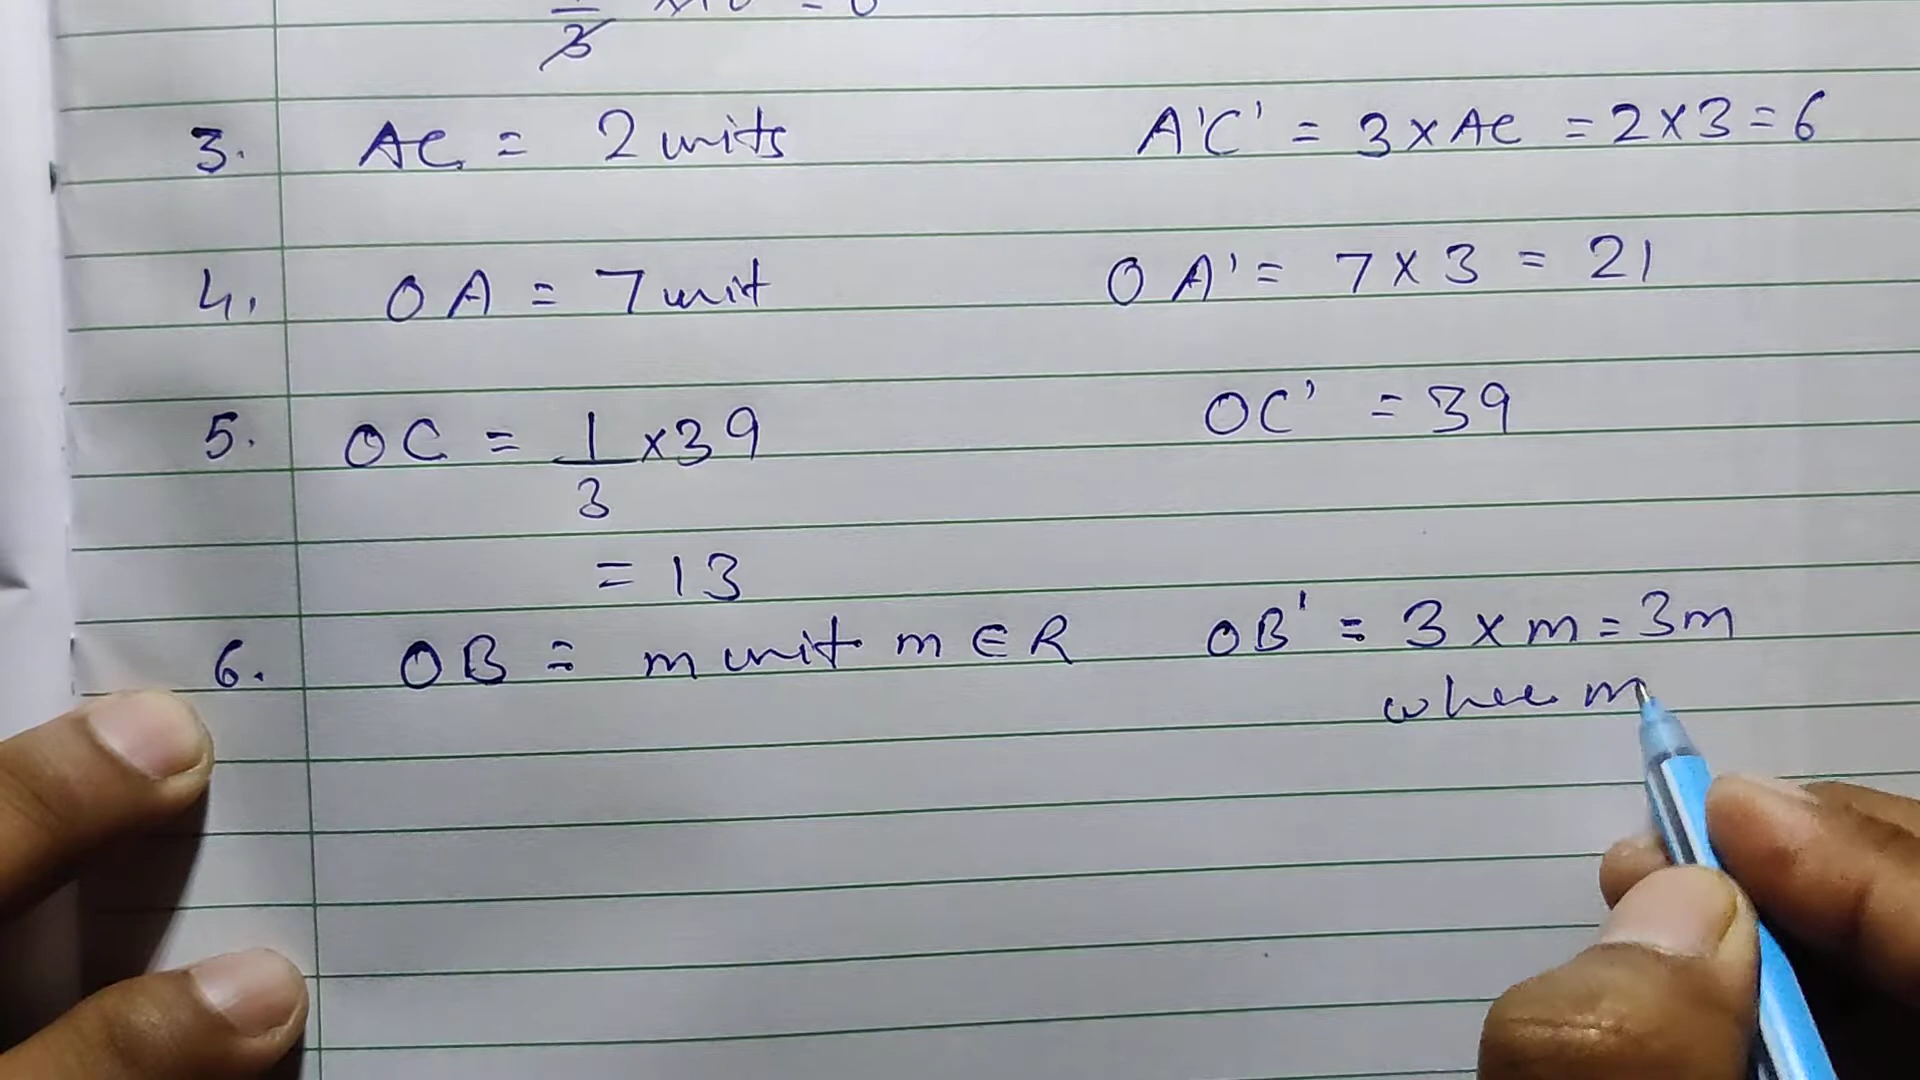 3
3. AC = 2 units A'C' = 3 × AC = 2 × 3 = 6
4. OA = 7 unit OA' = 7 × 3 = 21
5. OC = 1/3 × 39 OC' = 39
= 13
6. OB = m unit m ∈ R OB' = 3 × m = 3m
where m